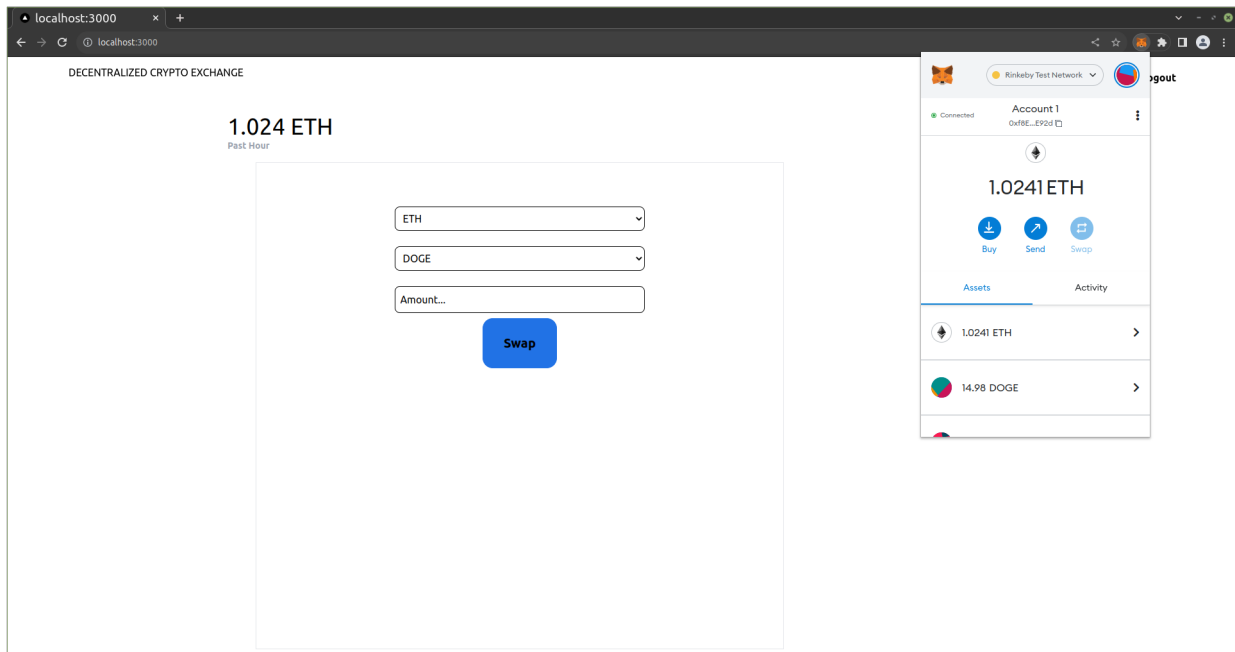 localhost:3000
localhost:3000
DECENTRALIZED CRYPTO EXCHANGE
1.024 ETH
Past Hour
ETH
DOGE
Amount...
Swap
Rinkeby Test Network
Connected
Account 1
0xf8E...E92d
1.0241 ETH
Buy Send Swap
Assets Activity
1.0241 ETH
14.98 DOGE
ogout